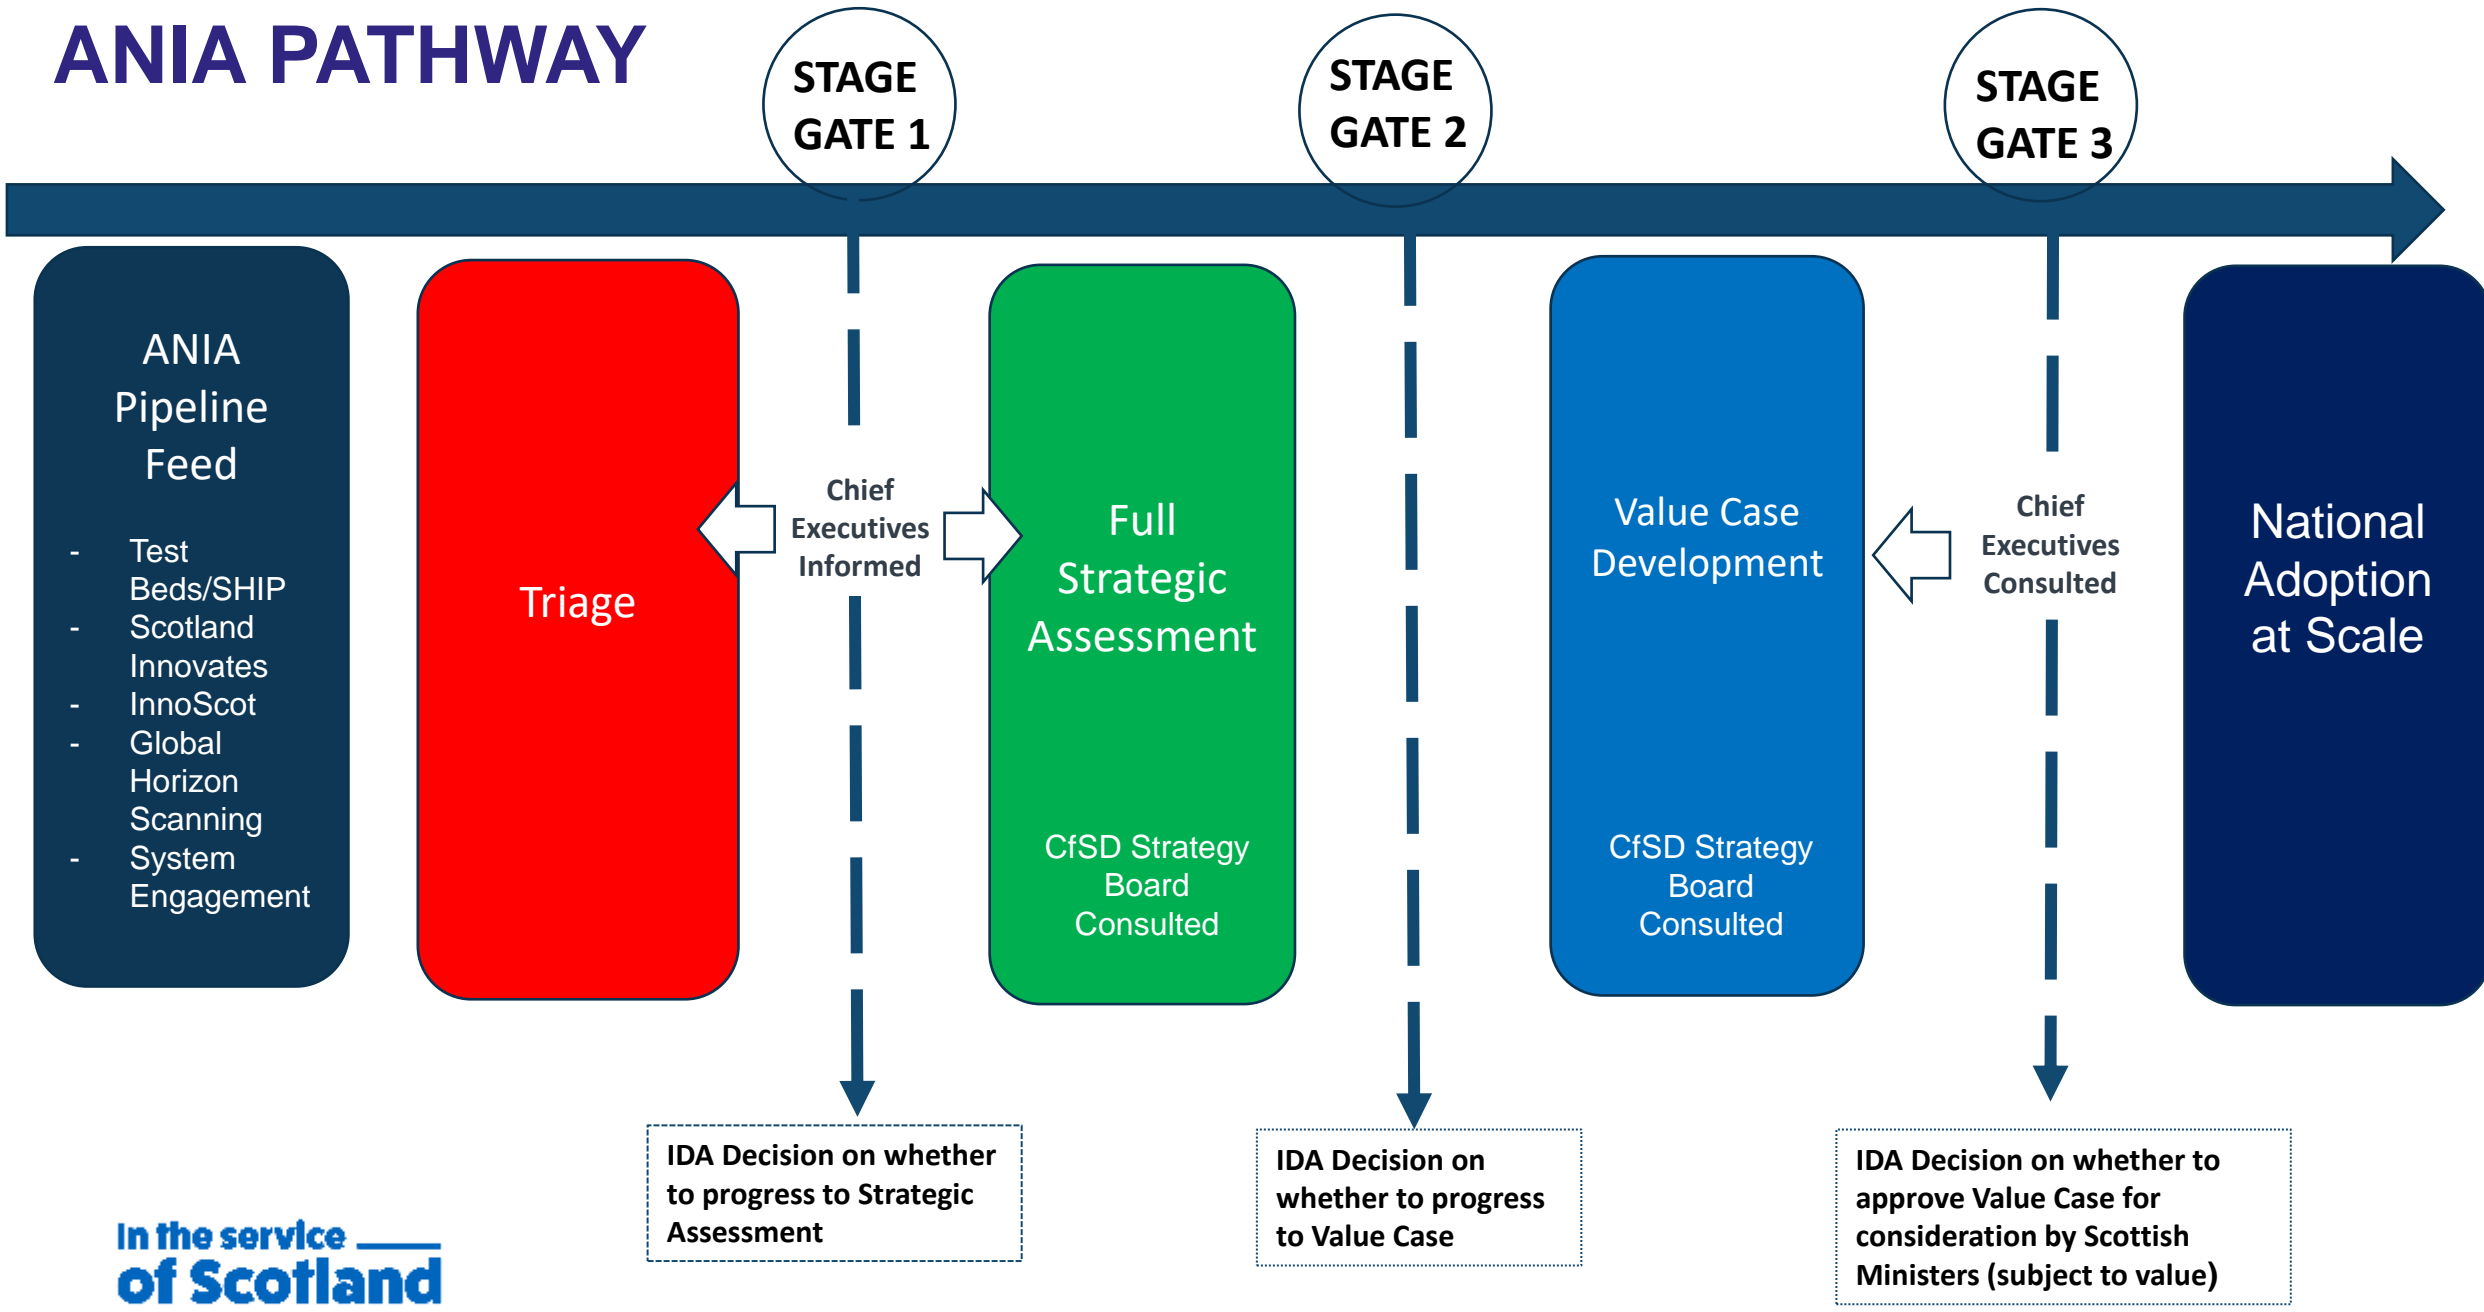 ANIA PATHWAY
STAGE
GATE 1
STAGE
GATE 2
STAGE
GATE 3
ANIA
Pipeline
Feed
- Test
Beds/SHIP
- Scotland
Innovates
- InnoScot
- Global
Horizon
Scanning
- System
Engagement
Triage
Chief
Executives
Informed
Full
Strategic
Assessment
CfSD Strategy
Board
Consulted
Value Case
Development
CfSD Strategy
Board
Consulted
Chief
Executives
Consulted
National
Adoption
at Scale
IDA Decision on whether
to progress to Strategic
Assessment
IDA Decision on
whether to progress
to Value Case
IDA Decision on whether to
approve Value Case for
consideration by Scottish
Ministers (subject to value)
In the service
of Scotland